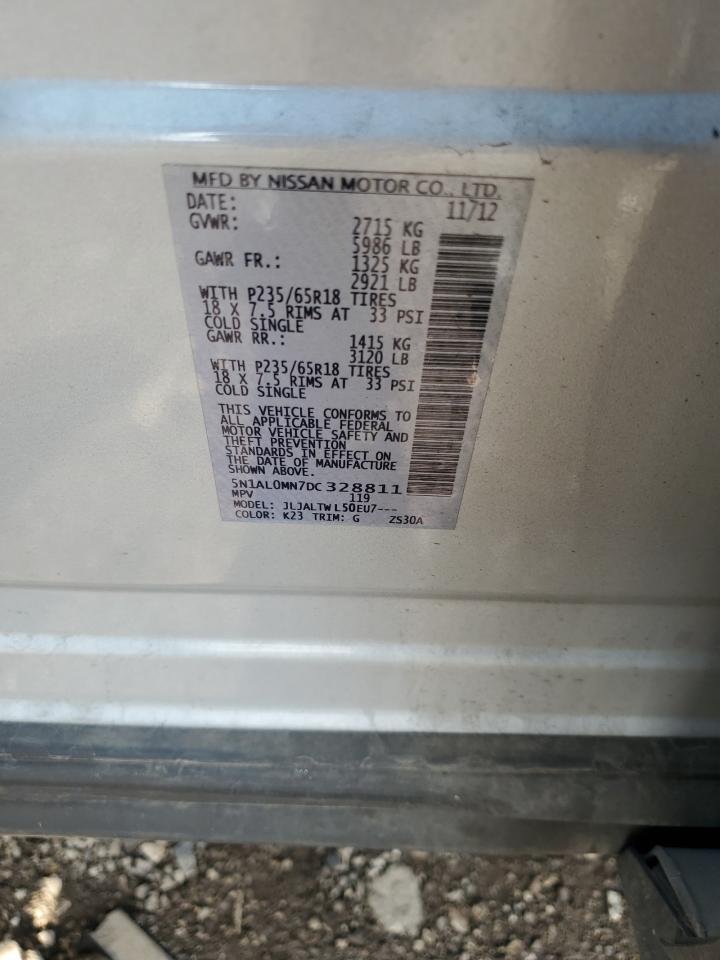 MFD BY NISSAN MOTOR CO., LTD.
DATE: 11/12
GVWR: 2715 KG
5986 LB
GAWR FR.: 1325 KG
2921 LB
WITH P235/65R18 TIRES
18 X 7.5 RIMS AT 33 PSI
COLD SINGLE
GAWR RR.: 1415 KG
3120 LB
WITH P235/65R18 TIRES
18 X 7.5 RIMS AT 33 PSI
COLD SINGLE
THIS VEHICLE CONFORMS TO
ALL APPLICABLE FEDERAL
MOTOR VEHICLE SAFETY AND
THEFT PREVENTION
STANDARDS IN EFFECT ON
THE DATE OF MANUFACTURE
SHOWN ABOVE.
5N1AL0MN7DC328811
MPV 119
MODEL: JLJALTWL50EU7---
COLOR: K23 TRIM: G ZS30A